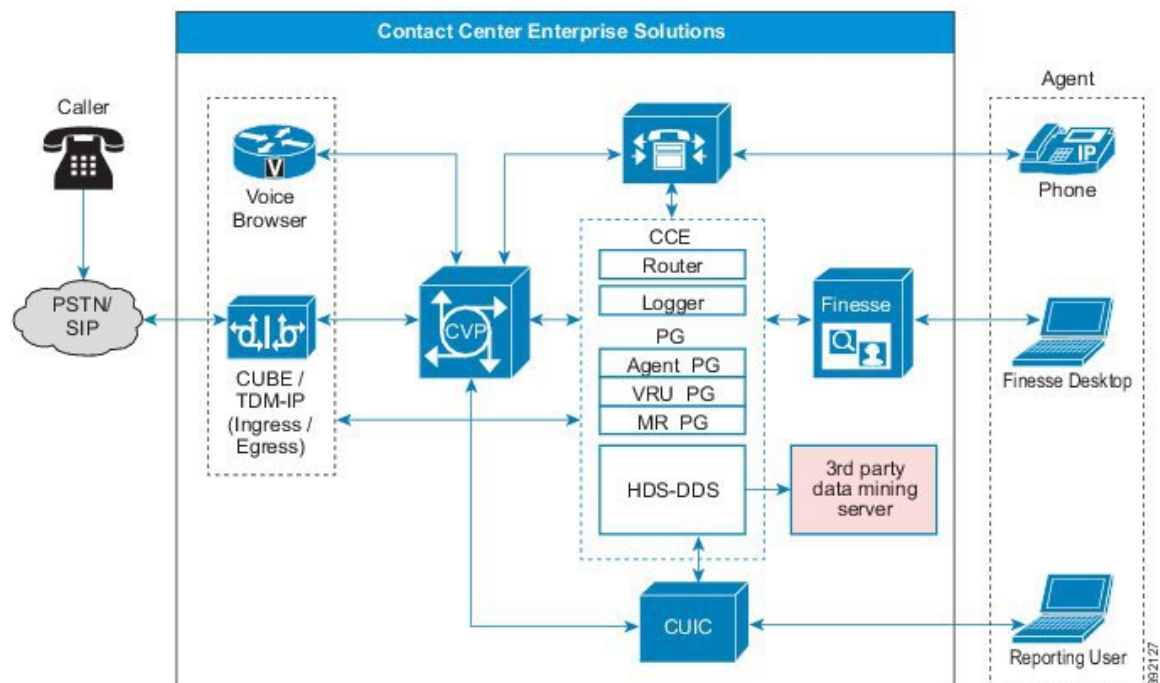 Contact Center Enterprise Solutions
Caller
PSTN/
SIP
V
Voice
Browser
CUBE /
TDM-IP
(Ingress /
Egress)
CVP
CCE
Router
Logger
PG
Agent PG
VRU PG
MR PG
HDS-DDS
3rd party
data mining
server
Finesse
CUIC
Agent
IP
Phone
Finesse Desktop
Reporting User
392127